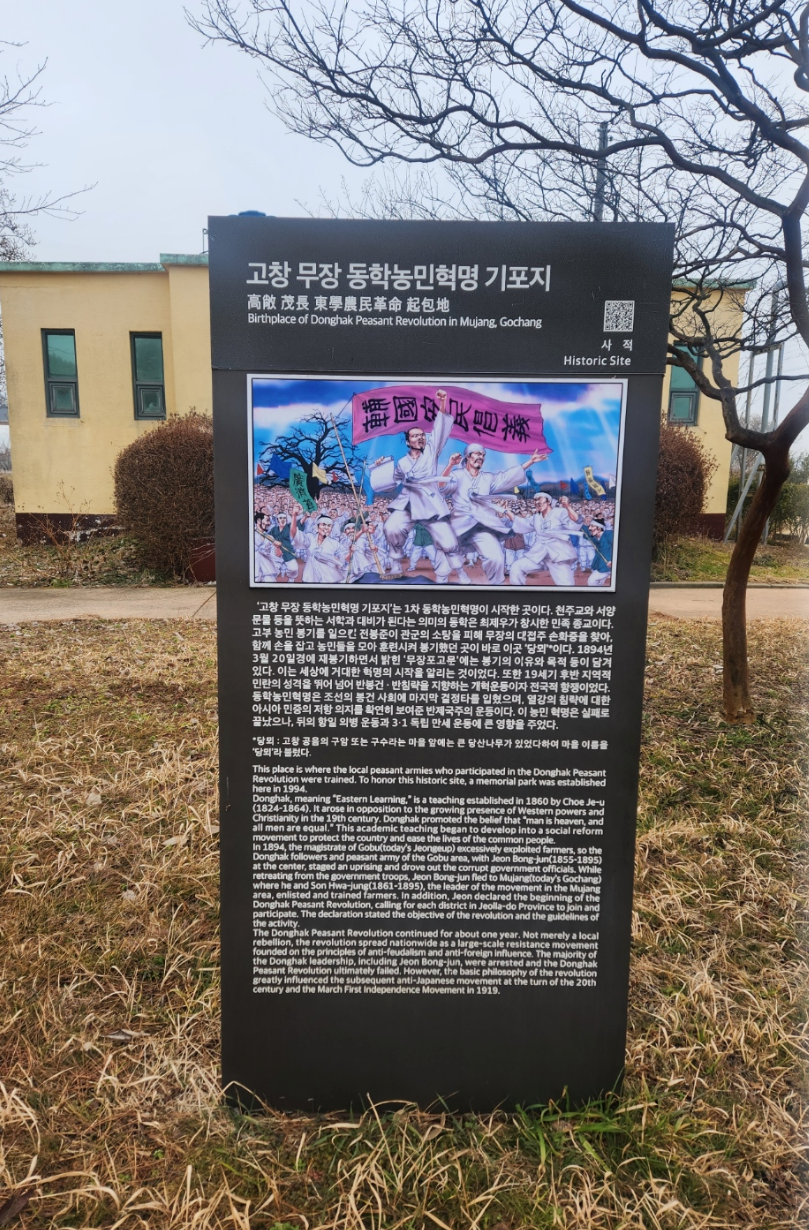 고창 무장 동학농민혁명 기포지
高敞 茂長 東學農民革命 起包地
Birthplace of Donghak Peasant Revolution in Mujang, Gochang
사 적
Historic Site
'고창 무장 동학농민혁명 기포지'는 1차 동학농민혁명이 시작한 곳이다. 천주교와 서양
문물 등을 뜻하는 서학과 대비가 된다는 의미의 동학은 최제우가 창시한 민족 종교이다.
고부 농민 봉기를 일으킨 전봉준이 관군의 소탕을 피해 무장의 대접주 손화중을 찾아,
함께 손을 잡고 농민들을 모아 훈련시켜 봉기했던 곳이 바로 이곳 '당뫼'*이다. 1894년
3월 20일경에 재봉기하면서 밝힌 '무장포고문'에는 봉기의 이유와 목적 등이 담겨
있다. 이는 세상에 거대한 혁명의 시작을 알리는 것이었다. 또한 19세기 후반 지역적
민란의 성격을 뛰어 넘어 반봉건·반침략을 지향하는 개혁운동이자 전국적 항쟁이었다.
동학농민혁명은 조선의 봉건 사회에 마지막 결정타를 입혔으며, 열강의 침략에 대한
아시아 민중의 저항 의지를 확연히 보여준 반제국주의 운동이다. 이 농민 혁명은 실패로
끝났으나, 뒤의 항일 의병 운동과 3·1 독립 만세 운동에 큰 영향을 주었다.
*당뫼 : 고창 공음의 구암 또는 구수라는 마을 앞에는 큰 당산나무가 있었다하여 마을 이름을
'당뫼'라 불렀다.
This place is where the local peasant armies who participated in the Donghak Peasant
Revolution were trained. To honor this historic site, a memorial park was established
here in 1994.
Donghak, meaning "Eastern Learning," is a teaching established in 1860 by Choe Je-u
(1824-1864). It arose in opposition to the growing presence of Western powers and
Christianity in the 19th century. Donghak promoted the belief that "man is heaven, and
all men are equal." This academic teaching began to develop into a social reform
movement to protect the country and ease the lives of the common people.
In 1894, the magistrate of Gobu(today's Jeongeup) excessively exploited farmers, so the
Donghak followers and peasant army of the Gobu area, with Jeon Bong-jun(1855-1895)
at the center, staged an uprising and drove out the corrupt government officials. While
retreating from the government troops, Jeon Bong-jun fled to Mujang(today's Gochang)
where he and Son Hwa-jung(1861-1895), the leader of the movement in the Mujang
area, enlisted and trained farmers. In addition, Jeon declared the beginning of the
Donghak Peasant Revolution, calling for each district in Jeolla-do Province to join and
participate. The declaration stated the objective of the revolution and the guidelines of
the activity.
The Donghak Peasant Revolution continued for about one year. Not merely a local
rebellion, the revolution spread nationwide as a large-scale resistance movement
founded on the principles of anti-feudalism and anti-foreign influence. The majority of
the Donghak leadership, including Jeon Bong-jun, were arrested and the Donghak
Peasant Revolution ultimately failed. However, the basic philosophy of the revolution
greatly influenced the subsequent anti-Japanese movement at the turn of the 20th
century and the March First Independence Movement in 1919.